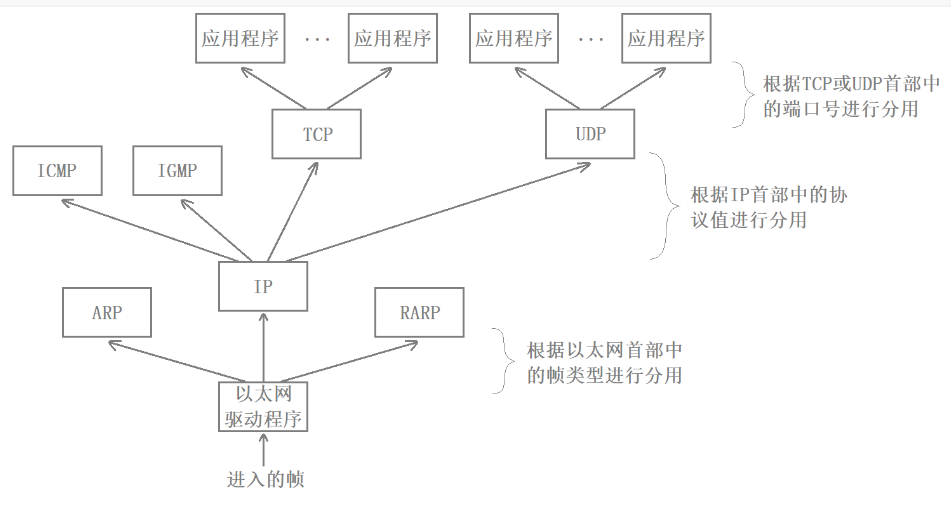 应用程序 ··· 应用程序 应用程序 ··· 应用程序
根据TCP或UDP首部中
的端口号进行分用
TCP
UDP
ICMP
IGMP
根据IP首部中的协
议值进行分用
IP
ARP
RARP
根据以太网首部中
的帧类型进行分用
以太网
驱动程序
进入的帧